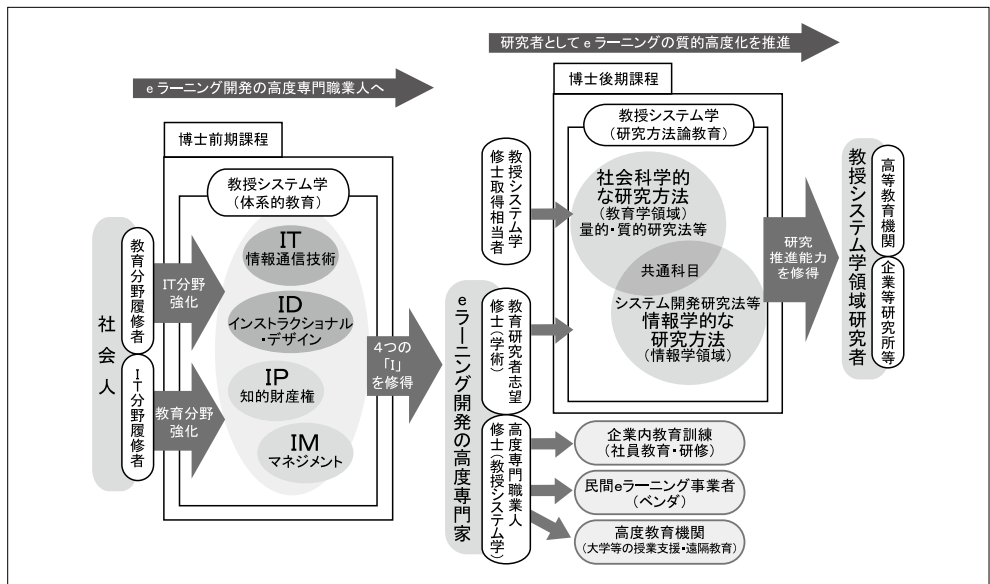 研究者としてeラーニングの質的高度化を推進
eラーニング開発の高度専門職業人へ
博士前期課程
教授システム学
(体系的教育)
社会人
教育分野履修者
IT分野履修者
IT分野
強化
教育分野
強化
IT
情報通信技術
ID
インストラクショナル
・デザイン
IP
知的財産権
IM
マネジメント
4つの
「I」
を修得
eラーニング開発の高度専門家
教授システム学
修士取得相当者
教育研究者志望
修士(学術)
高度専門職業人
修士(教授システム学)
博士後期課程
教授システム学
(研究方法論教育)
社会科学的
な研究方法
(教育学領域)
量的・質的研究法等
共通科目
システム開発研究法等
情報学的な
研究方法
(情報学領域)
研究
推進能力
を修得
教授システム学領域研究者
高等教育機関
企業等研究所等
企業内教育訓練
(社員教育・研修)
民間eラーニング事業者
(ベンダ)
高度教育機関
(大学等の授業支援・遠隔教育)